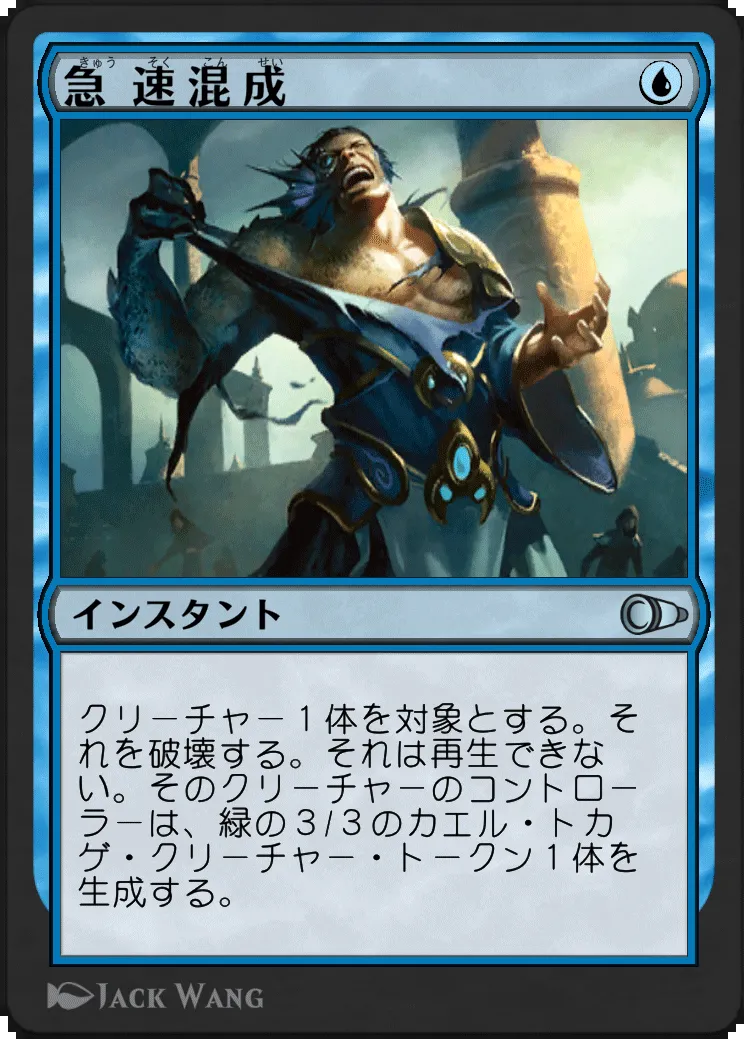 きゅう そく こん せい
急速混成
インスタント
クリーチャー１体を対象とする。そ
れを破壊する。それは再生できな
い。そのクリーチャーのコントロー
ラーは、緑の３/３のカエル・トカ
ゲ・クリーチャー・トークン１体を
生成する。
JACK WANG